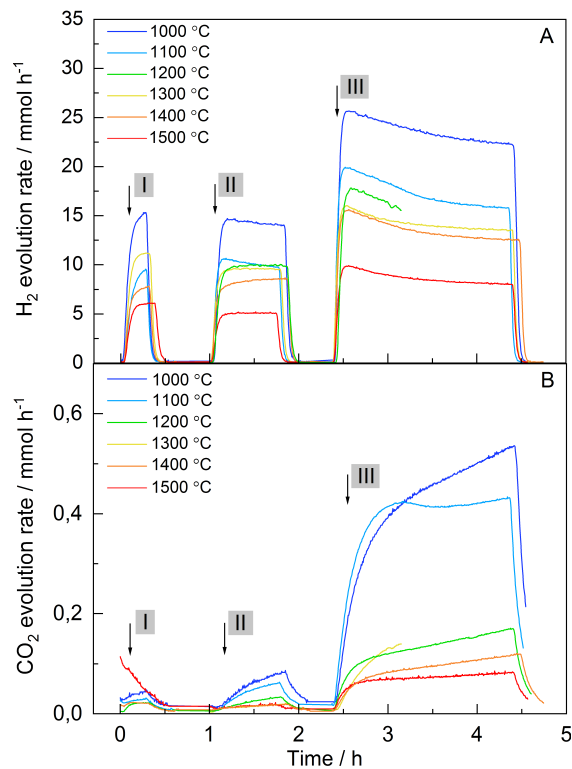 35
30
25
20
15
10
5
0
H₂ evolution rate / mmol h⁻¹
1000 °C
1100 °C
1200 °C
1300 °C
1400 °C
1500 °C
A
I
II
III
0,6
0,4
0,2
0,0
CO₂ evolution rate / mmol h⁻¹
1000 °C
1100 °C
1200 °C
1300 °C
1400 °C
1500 °C
B
I
II
III
0 1 2 3 4 5
Time / h